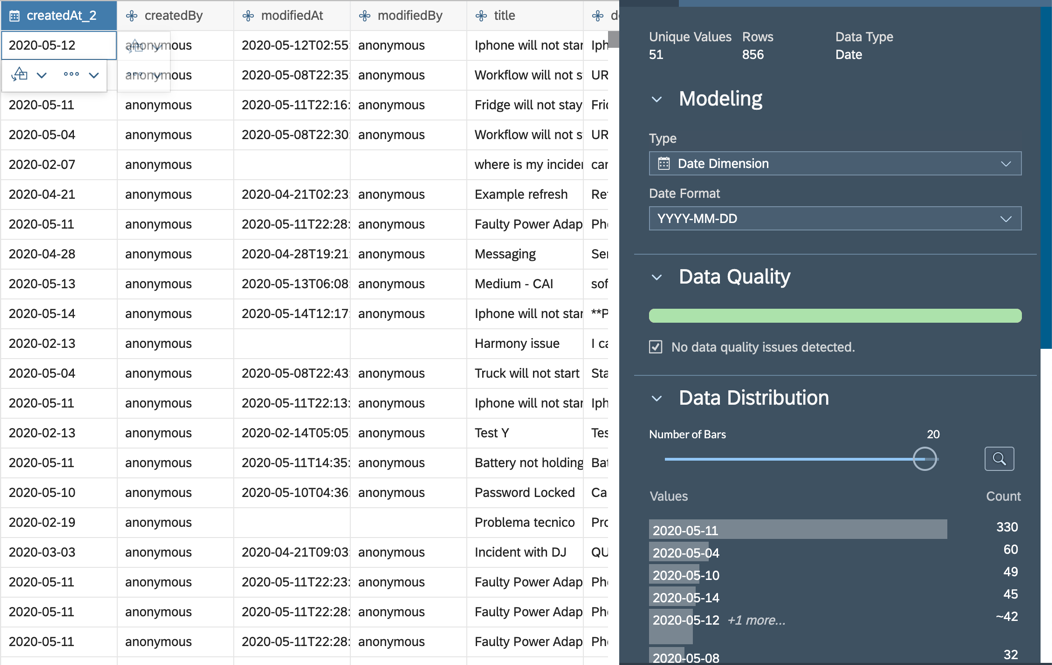 createdAt_2 createdBy modifiedAt modifiedBy title
2020-05-12 anonymous 2020-05-12T02:55 anonymous Iphone will not star Iph
anonymous 2020-05-08T22:35 anonymous Workflow will not s UR
2020-05-11 anonymous 2020-05-11T22:16: anonymous Fridge will not stay Frid
2020-05-04 anonymous 2020-05-08T22:30 anonymous Workflow will not s UR
2020-02-07 anonymous where is my incider car
2020-04-21 anonymous 2020-04-21T02:23 anonymous Example refresh Ref
2020-05-11 anonymous 2020-05-11T22:28: anonymous Faulty Power Adap Pho
2020-04-28 anonymous 2020-04-28T19:21 anonymous Messaging Ser
2020-05-13 anonymous 2020-05-13T06:08 anonymous Medium - CAI sof
2020-05-14 anonymous 2020-05-14T12:17 anonymous Iphone will not star **P
2020-02-13 anonymous Harmony issue I ca
2020-05-04 anonymous 2020-05-08T22:43 anonymous Truck will not start Sta
2020-05-11 anonymous 2020-05-11T22:13: anonymous Iphone will not star Iph
2020-02-13 anonymous 2020-02-14T05:05 anonymous Test Y Tes
2020-05-11 anonymous 2020-05-11T14:35: anonymous Battery not holding Bat
2020-05-10 anonymous 2020-05-10T04:36 anonymous Password Locked Ca
2020-02-19 anonymous Problema tecnico Pro
2020-03-03 anonymous 2020-04-21T09:03 anonymous Incident with DJ QU
2020-05-11 anonymous 2020-05-11T22:23: anonymous Faulty Power Adap Pho
2020-05-11 anonymous 2020-05-11T22:28: anonymous Faulty Power Adap Pho
2020-05-11 anonymous 2020-05-11T22:28: anonymous Faulty Power Adap Pho
Unique Values Rows Data Type
51 856 Date
Modeling
Type
Date Dimension
Date Format
YYYY-MM-DD
Data Quality
No data quality issues detected.
Data Distribution
Number of Bars 20
Values Count
2020-05-11 330
2020-05-04 60
2020-05-10 49
2020-05-14 45
2020-05-12 +1 more... ~42
2020-05-08 32